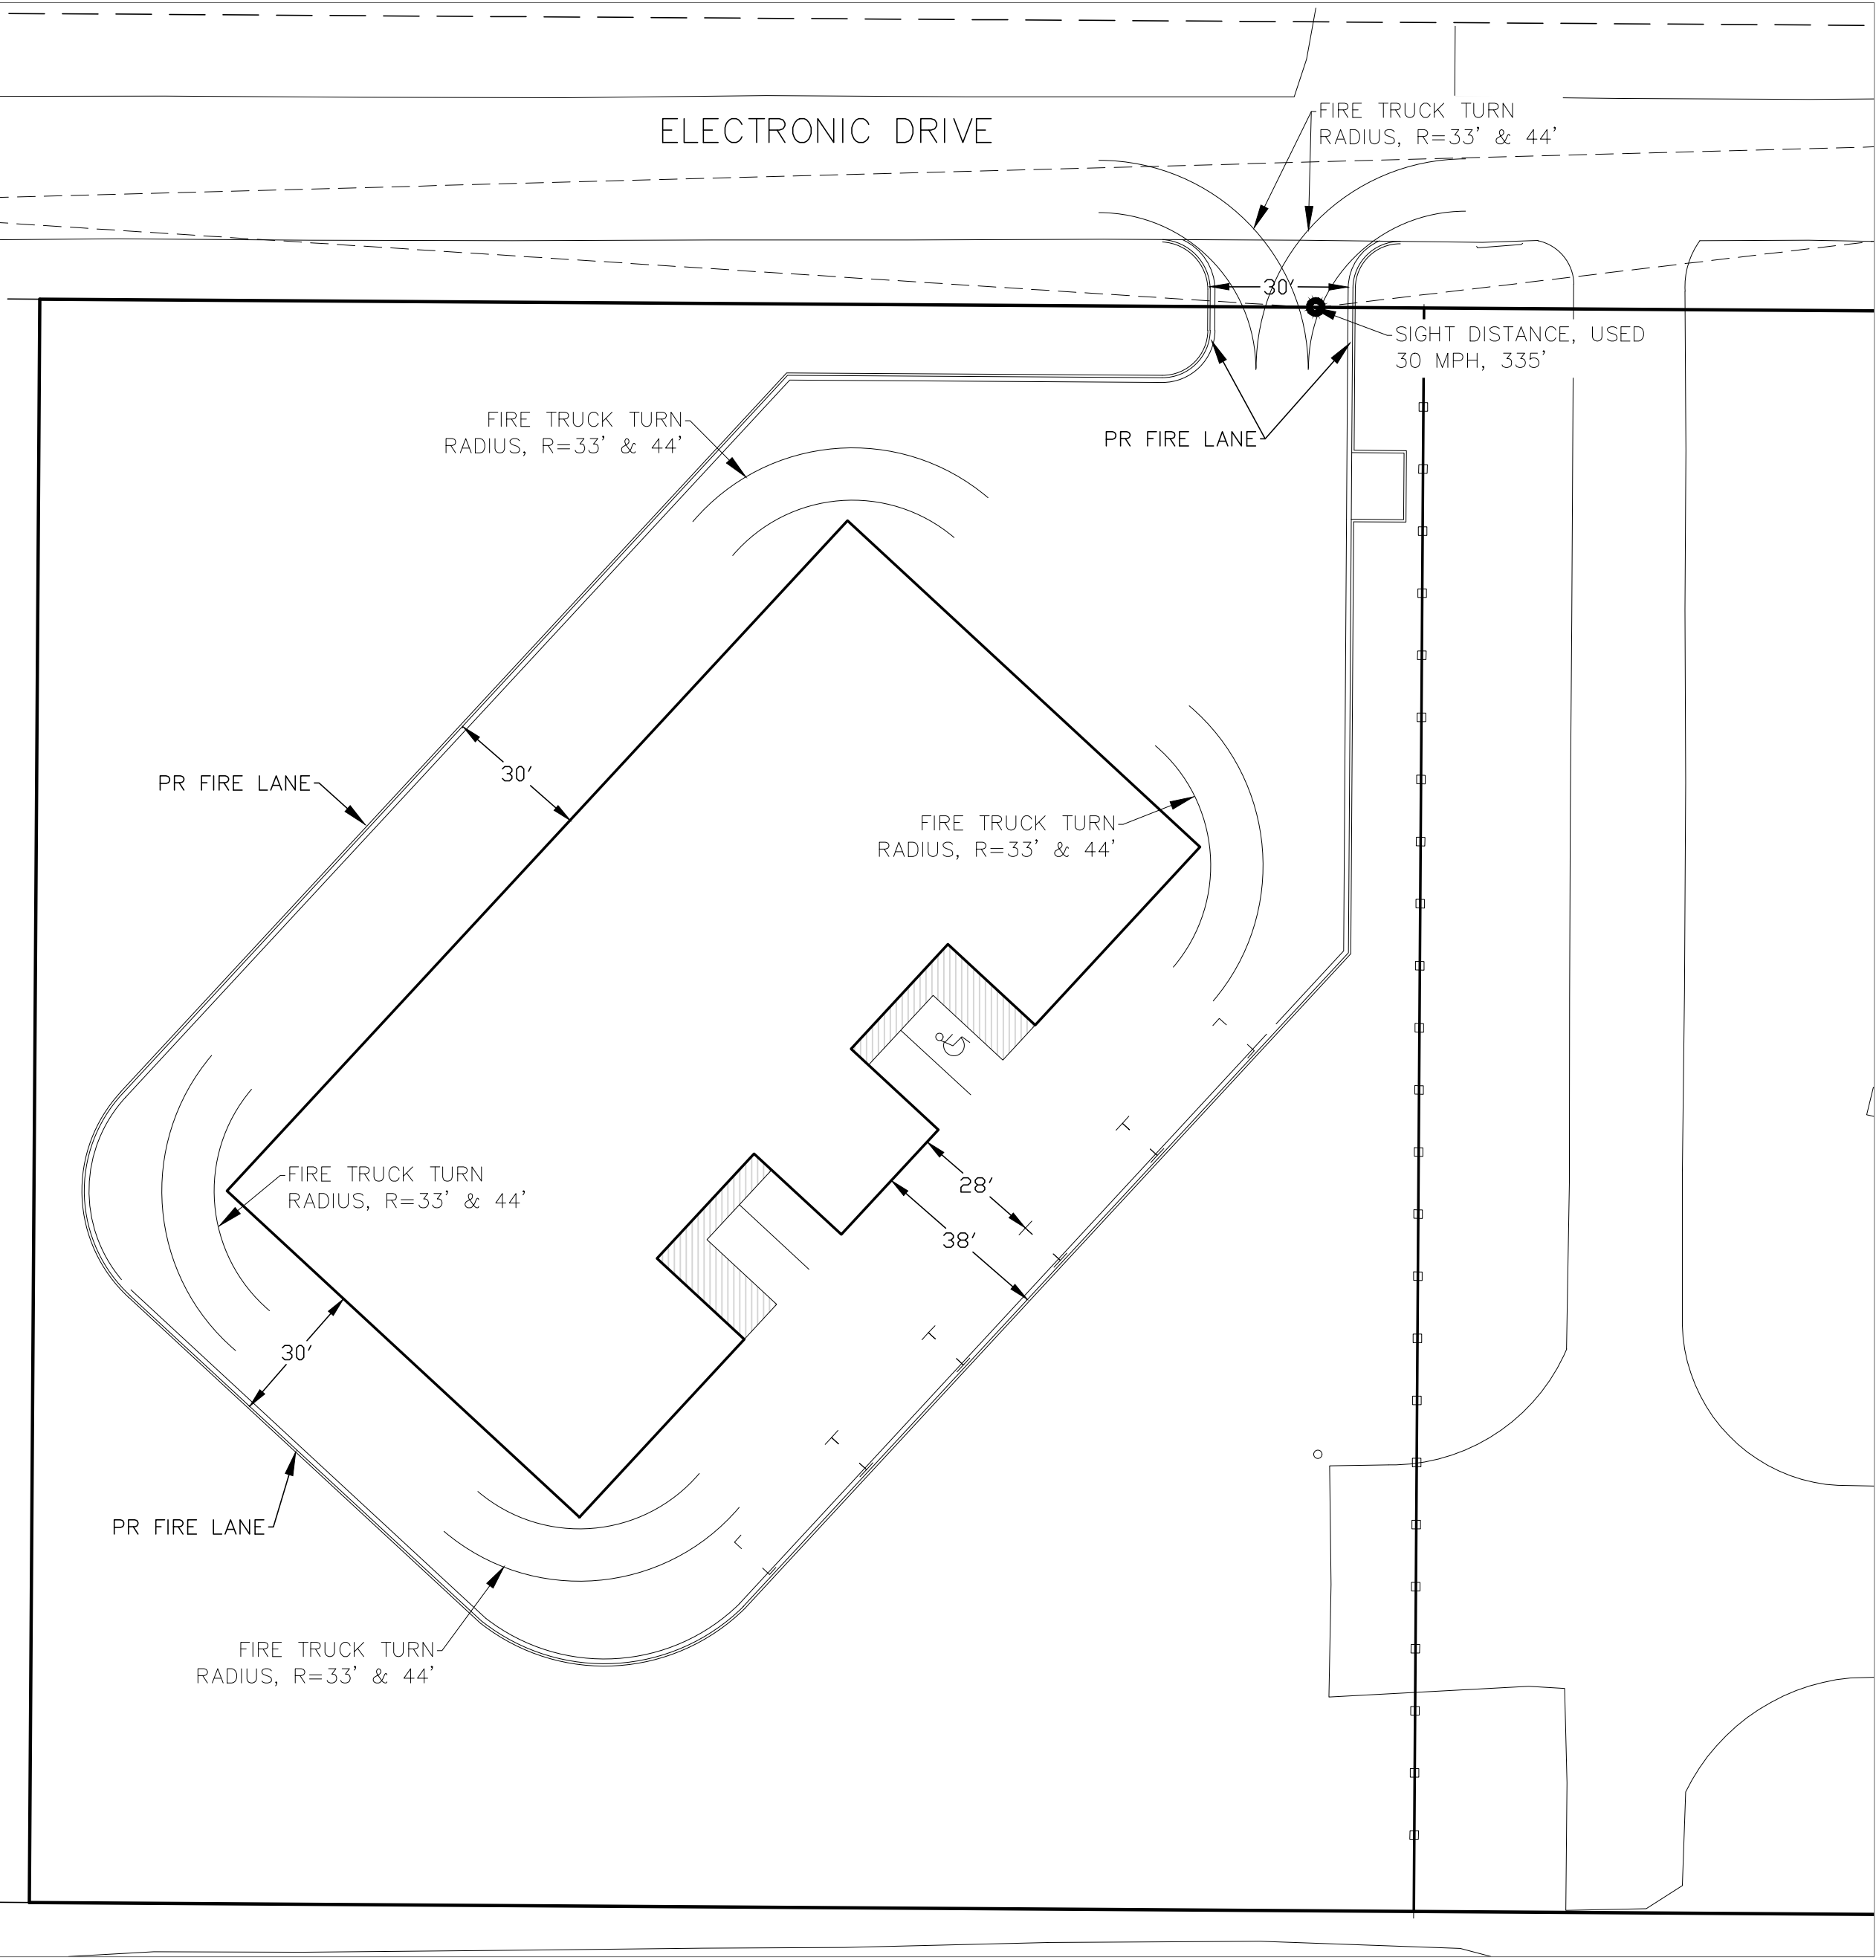 ELECTRONIC DRIVE
FIRE TRUCK TURN
RADIUS, R=33' & 44'
30'
SIGHT DISTANCE, USED
30 MPH, 335'
FIRE TRUCK TURN
RADIUS, R=33' & 44'
PR FIRE LANE
30'
PR FIRE LANE
FIRE TRUCK TURN
RADIUS, R=33' & 44'
FIRE TRUCK TURN
RADIUS, R=33' & 44'
28'
38'
30'
PR FIRE LANE
FIRE TRUCK TURN
RADIUS, R=33' & 44'